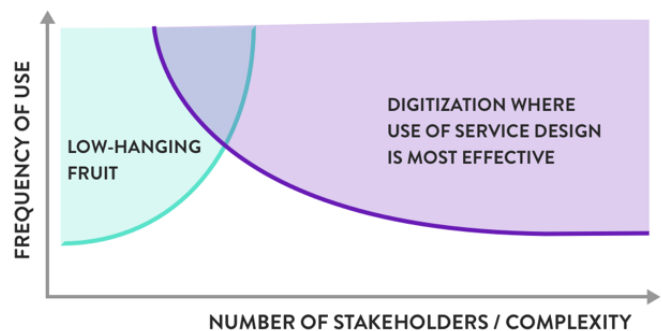 FREQUENCY OF USE
LOW-HANGING
FRUIT
DIGITIZATION WHERE
USE OF SERVICE DESIGN
IS MOST EFFECTIVE
NUMBER OF STAKEHOLDERS / COMPLEXITY